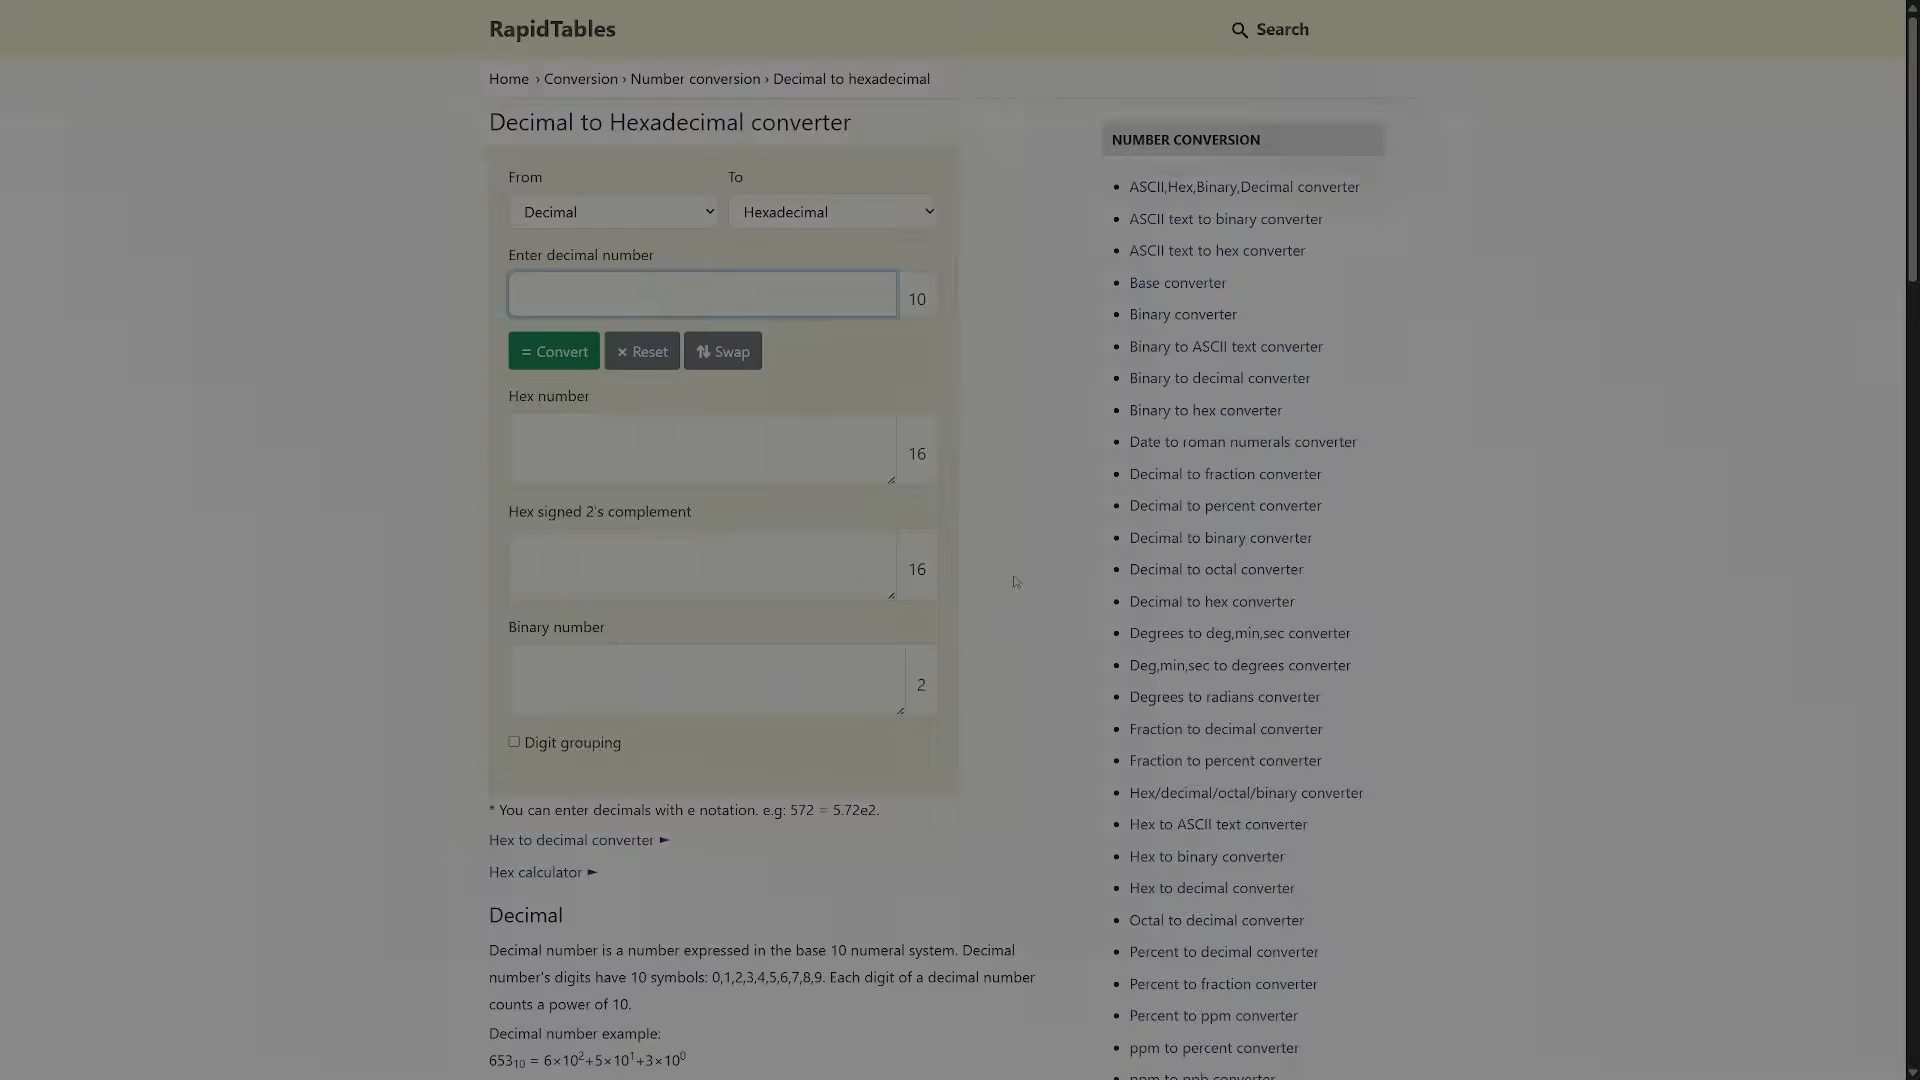 RapidTables
Search
Home › Conversion › Number conversion › Decimal to hexadecimal
Decimal to Hexadecimal converter
From
To
Decimal
Hexadecimal
Enter decimal number
10
= Convert
× Reset
⇅ Swap
Hex number
16
Hex signed 2's complement
16
Binary number
2
Digit grouping
* You can enter decimals with e notation. e.g: 572 = 5.72e2.
Hex to decimal converter ►
Hex calculator ►
Decimal
Decimal number is a number expressed in the base 10 numeral system. Decimal
number's digits have 10 symbols: 0,1,2,3,4,5,6,7,8,9. Each digit of a decimal number
counts a power of 10.
Decimal number example:
653₁₀ = 6×10²+5×10¹+3×10⁰
NUMBER CONVERSION
• ASCII,Hex,Binary,Decimal converter
• ASCII text to binary converter
• ASCII text to hex converter
• Base converter
• Binary converter
• Binary to ASCII text converter
• Binary to decimal converter
• Binary to hex converter
• Date to roman numerals converter
• Decimal to fraction converter
• Decimal to percent converter
• Decimal to binary converter
• Decimal to octal converter
• Decimal to hex converter
• Degrees to deg,min,sec converter
• Deg,min,sec to degrees converter
• Degrees to radians converter
• Fraction to decimal converter
• Fraction to percent converter
• Hex/decimal/octal/binary converter
• Hex to ASCII text converter
• Hex to binary converter
• Hex to decimal converter
• Octal to decimal converter
• Percent to decimal converter
• Percent to fraction converter
• Percent to ppm converter
• ppm to percent converter
• ppm to ppb converter